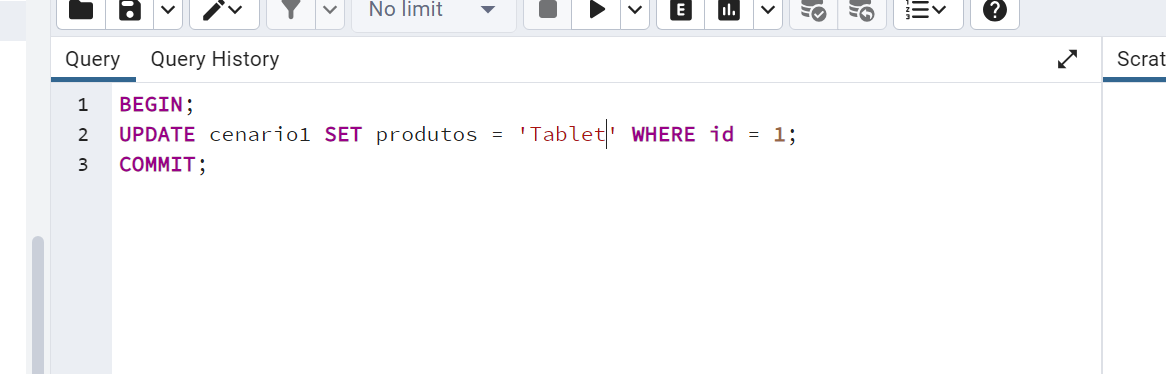 No limit
E
Query Query History Scrat
1 BEGIN;
2 UPDATE cenario1 SET produtos = 'Tablet' WHERE id = 1;
3 COMMIT;